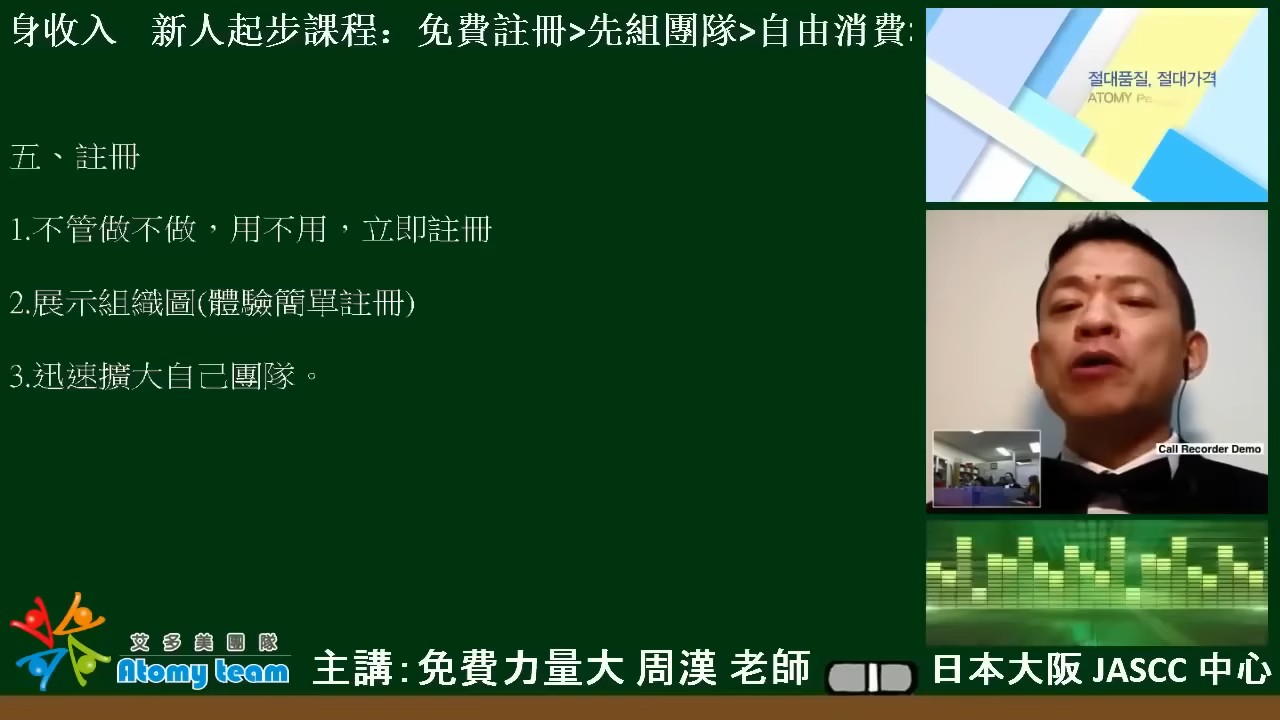 身收入 新人起步課程：免費註冊>先組團隊>自由消費
五、註冊
1.不管做不做，用不用，立即註冊
2.展示組織圖(體驗簡單註冊)
3.迅速擴大自己團隊。
절대품질, 절대가격
ATOMY
Call Recorder Demo
艾多美團隊
Atomy team
主講：免費力量大 周漢 老師
日本大阪 JASCC 中心